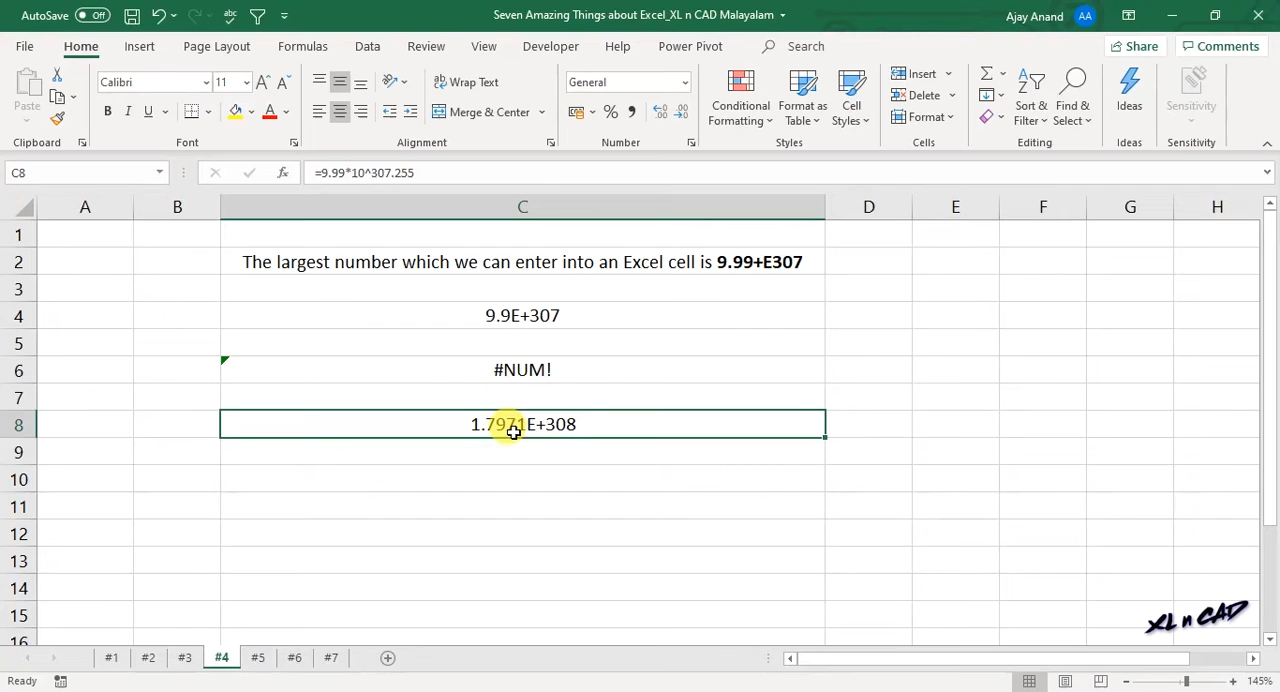 AutoSave Off abc Seven Amazing Things about Excel_XL n CAD Malayalam Ajay Anand AA
File Home Insert Page Layout Formulas Data Review View Developer Help Power Pivot Search Share Comments
Paste Calibri 11 A A ab Wrap Text General Conditional Formatting Format as Table Cell Styles Insert Sort & Filter Find & Select Ideas Sensitivity
B I U A Merge & Center % Delete
Format
Clipboard Font Alignment Number Styles Cells Editing Ideas Sensitivity
C8 fx =9.99*10^307.255
A B C D E F G H
1
2 The largest number which we can enter into an Excel cell is 9.99+E307
3
4 9.9E+307
5
6 #NUM!
7
8 1.7971E+308
9
10
11
12
13
14
15 XL n CAD
16
#1 #2 #3 #4 #5 #6 #7
Ready 145%